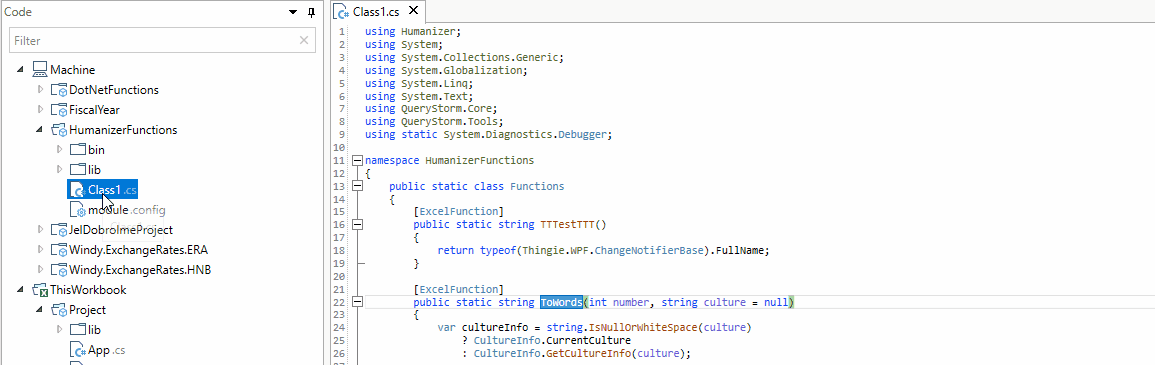 Code
Filter
Machine
DotNetFunctions
FiscalYear
HumanizerFunctions
bin
lib
Class1.cs
module.config
JelDobroImeProject
Windy.ExchangeRates.ERA
Windy.ExchangeRates.HNB
ThisWorkbook
Project
lib
App.cs
Class1.cs
1 using Humanizer;
2 using System;
3 using System.Collections.Generic;
4 using System.Globalization;
5 using System.Linq;
6 using System.Text;
7 using QueryStorm.Core;
8 using QueryStorm.Tools;
9 using static System.Diagnostics.Debugger;
10
11 namespace HumanizerFunctions
12 {
13 public static class Functions
14 {
15 [ExcelFunction]
16 public static string TTTestTTT()
17 {
18 return typeof(Thingie.WPF.ChangeNotifierBase).FullName;
19 }
20
21 [ExcelFunction]
22 public static string ToWords(int number, string culture = null)
23 {
24 var cultureInfo = string.IsNullOrWhiteSpace(culture)
25 ? CultureInfo.CurrentCulture
26 : CultureInfo.GetCultureInfo(culture);